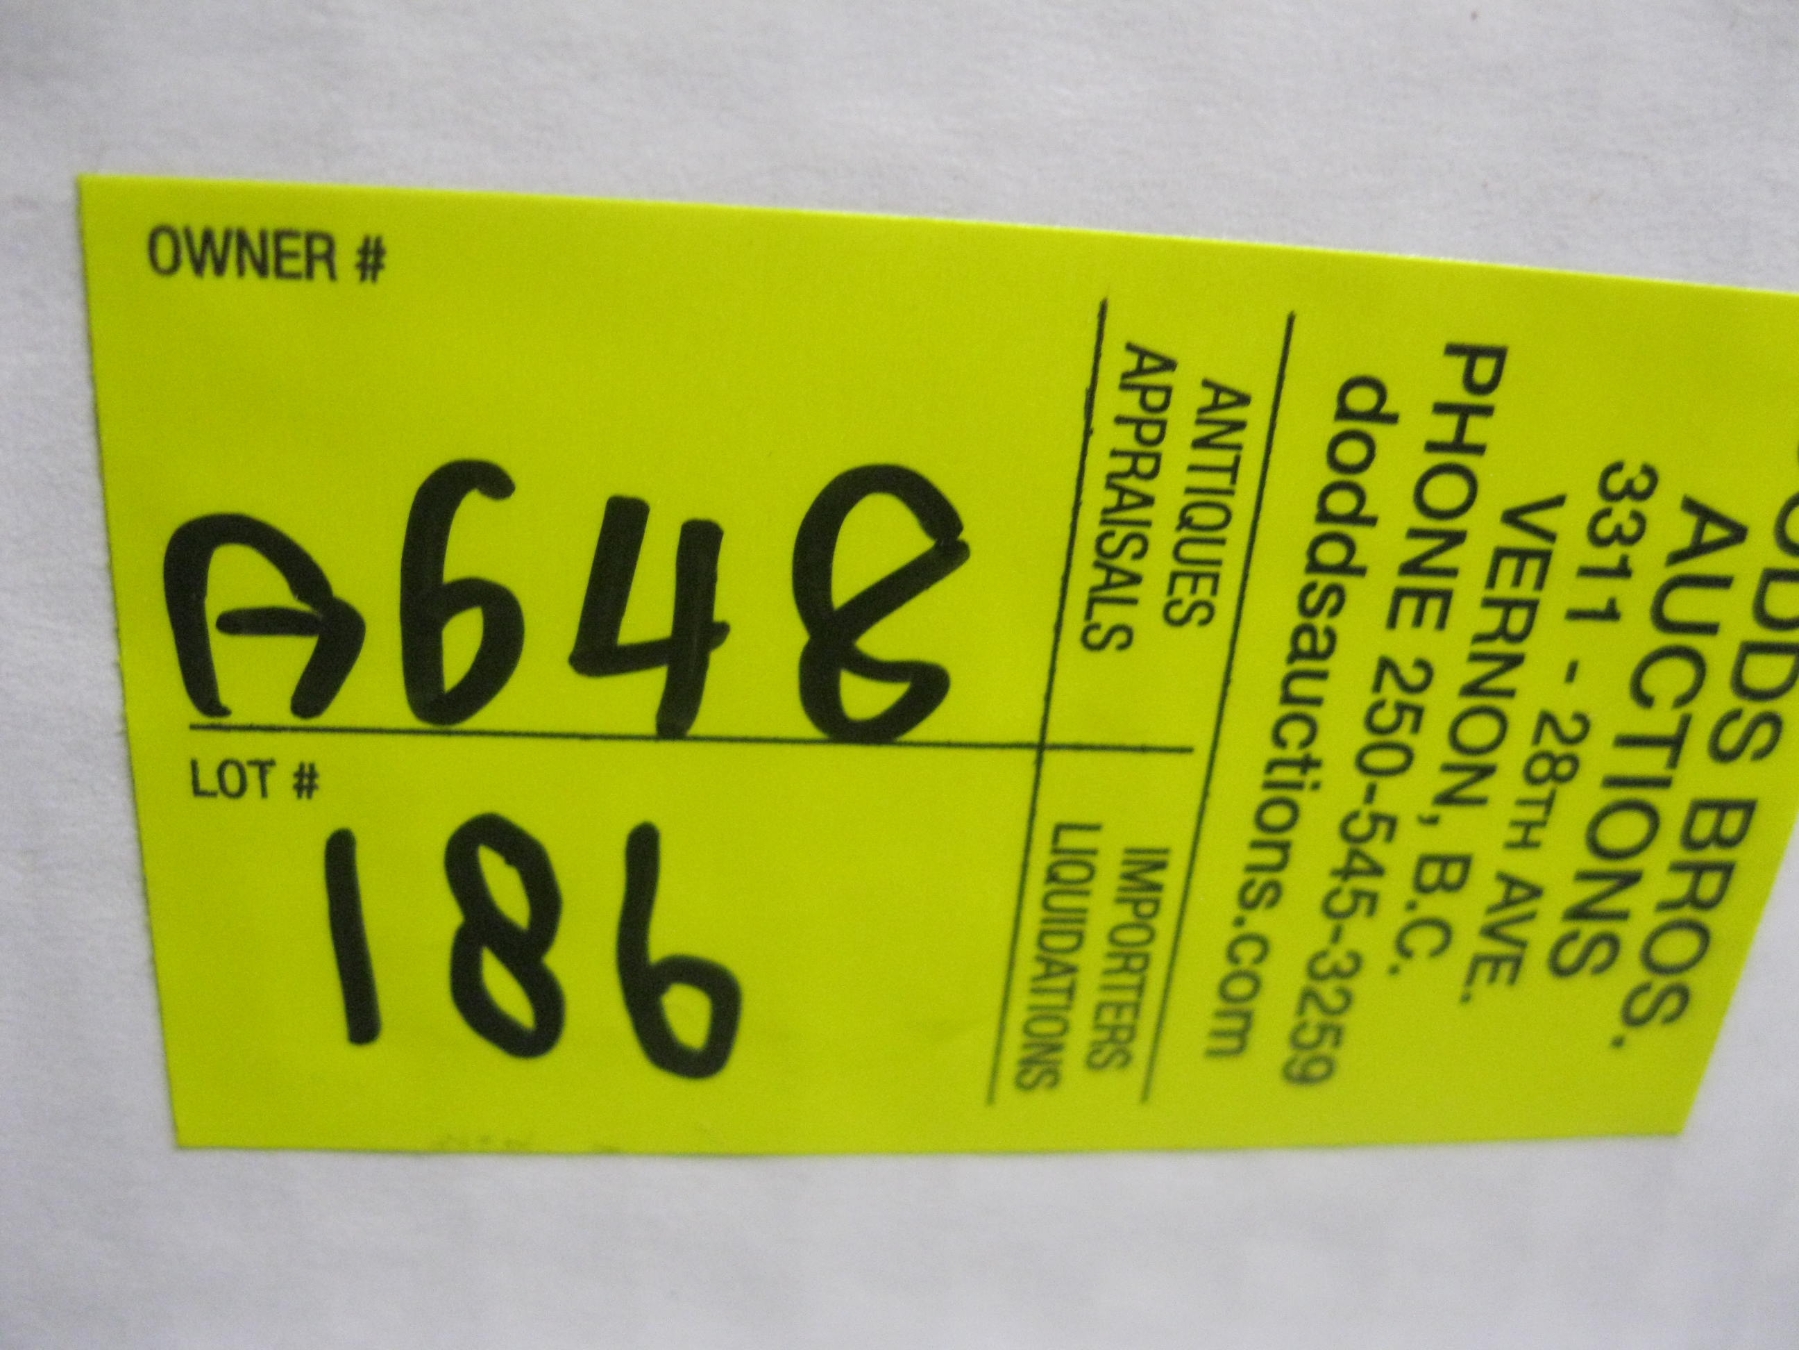 OWNER #
A648
LOT #
186
DODDS BROS.
AUCTIONS
3311 - 28TH AVE.
VERNON, B.C.
PHONE 250-545-3259
doddsauctions.com
ANTIQUES
APPRAISALS
IMPORTERS
LIQUIDATIONS